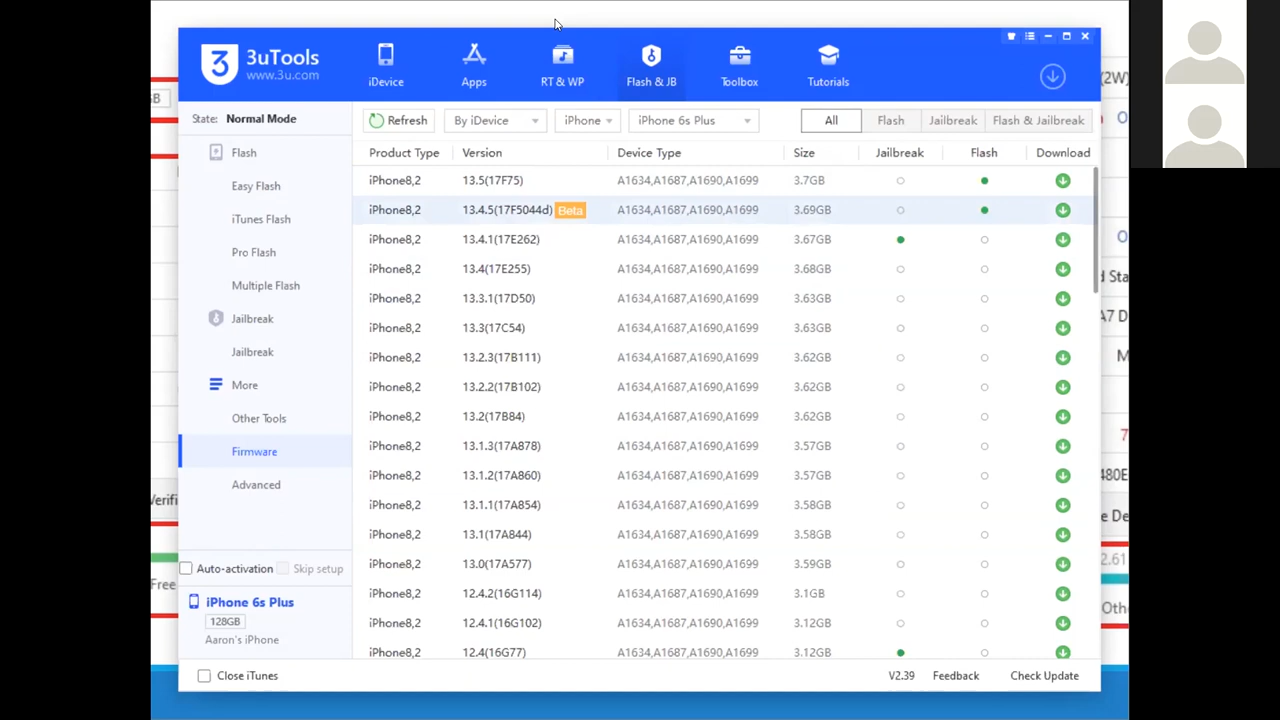 3 3uTools
www.3u.com
iDevice
Apps
RT & WP
Flash & JB
Toolbox
Tutorials
State: Normal Mode
Refresh
By iDevice
iPhone
iPhone 6s Plus
All
Flash
Jailbreak
Flash & Jailbreak
Product Type Version Device Type Size Jailbreak Flash Download
iPhone8,2 13.5(17F75) A1634,A1687,A1690,A1699 3.7GB
iPhone8,2 13.4.5(17F5044d) Beta A1634,A1687,A1690,A1699 3.69GB
iPhone8,2 13.4.1(17E262) A1634,A1687,A1690,A1699 3.67GB
iPhone8,2 13.4(17E255) A1634,A1687,A1690,A1699 3.68GB
iPhone8,2 13.3.1(17D50) A1634,A1687,A1690,A1699 3.63GB
iPhone8,2 13.3(17C54) A1634,A1687,A1690,A1699 3.63GB
iPhone8,2 13.2.3(17B111) A1634,A1687,A1690,A1699 3.62GB
iPhone8,2 13.2.2(17B102) A1634,A1687,A1690,A1699 3.62GB
iPhone8,2 13.2(17B84) A1634,A1687,A1690,A1699 3.62GB
iPhone8,2 13.1.3(17A878) A1634,A1687,A1690,A1699 3.57GB
iPhone8,2 13.1.2(17A860) A1634,A1687,A1690,A1699 3.57GB
iPhone8,2 13.1.1(17A854) A1634,A1687,A1690,A1699 3.58GB
iPhone8,2 13.1(17A844) A1634,A1687,A1690,A1699 3.58GB
iPhone8,2 13.0(17A577) A1634,A1687,A1690,A1699 3.59GB
iPhone8,2 12.4.2(16G114) A1634,A1687,A1690,A1699 3.1GB
iPhone8,2 12.4.1(16G102) A1634,A1687,A1690,A1699 3.12GB
iPhone8,2 12.4(16G77) A1634,A1687,A1690,A1699 3.12GB
Flash
Easy Flash
iTunes Flash
Pro Flash
Multiple Flash
Jailbreak
Jailbreak
More
Other Tools
Firmware
Advanced
Auto-activation
Skip setup
iPhone 6s Plus
128GB
Aaron's iPhone
Close iTunes
V2.39
Feedback
Check Update
(2W)
A7 D
480E
e De
2.61
Free